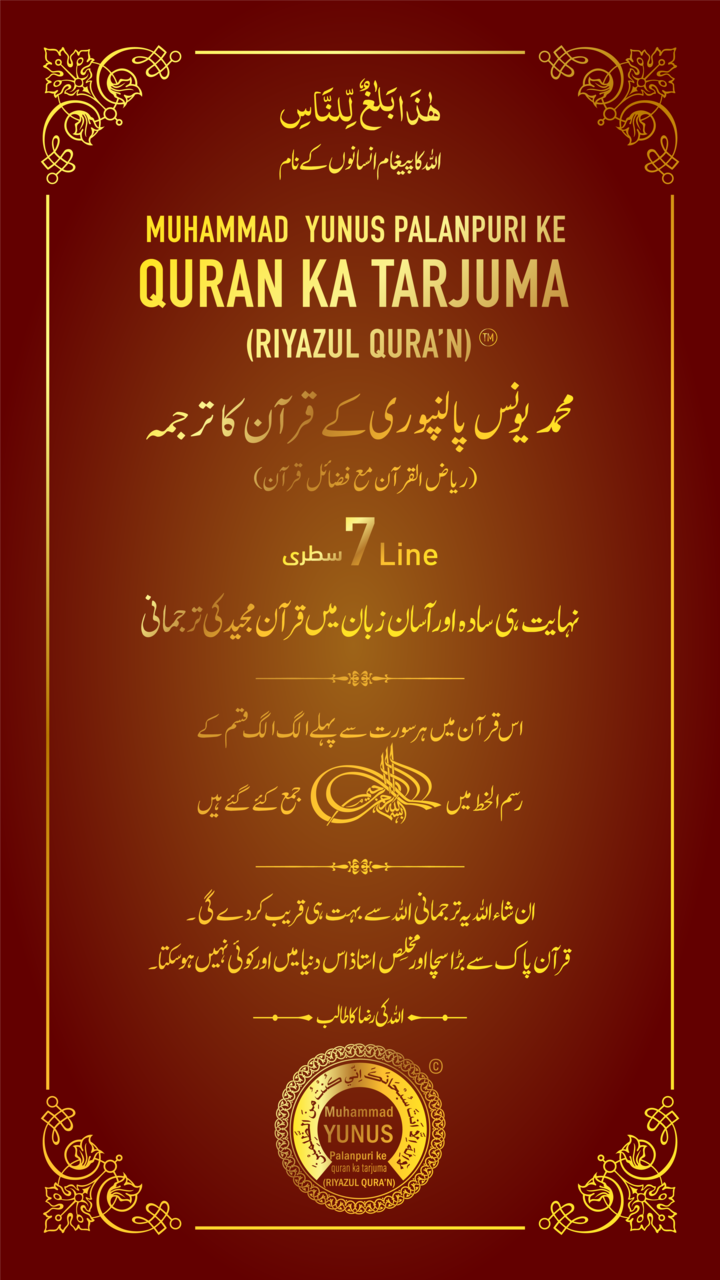 هٰذَا بَلٰغٌ لِّلنَّاسِ
اللہ کا پیغام انسانوں کے نام
MUHAMMAD YUNUS PALANPURI KE
QURAN KA TARJUMA
(RIYAZUL QURA’N) TM
محمد یونس پالنپوری کے قرآن کا ترجمہ
(ریاض القرآن مع فضائل قرآن)
7 Line سطری
نہایت ہی سادہ اور آسان زبان میں قرآن مجید کی ترجمانی
اس قرآن میں ہر سورت سے پہلے الگ الگ قسم کے
رسم الخط میں جمع کئے گئے ہیں
ان شاء اللہ یہ ترجمانی اللہ سے بہت ہی قریب کردے گی۔
قرآن پاک سے بڑا سچا اور مخلص استاذ اس دنیا میں اور کوئی نہیں ہوسکتا۔
اللہ کی رضا کا طالب
©
لَا إِلٰهَ إِلَّا أَنْتَ سُبْحَانَكَ إِنِّي كُنْتُ مِنَ الظَّالِمِينَ
Muhammad
YUNUS
Palanpuri ke
quran ka tarjuma
(RIYAZUL QURA'N)